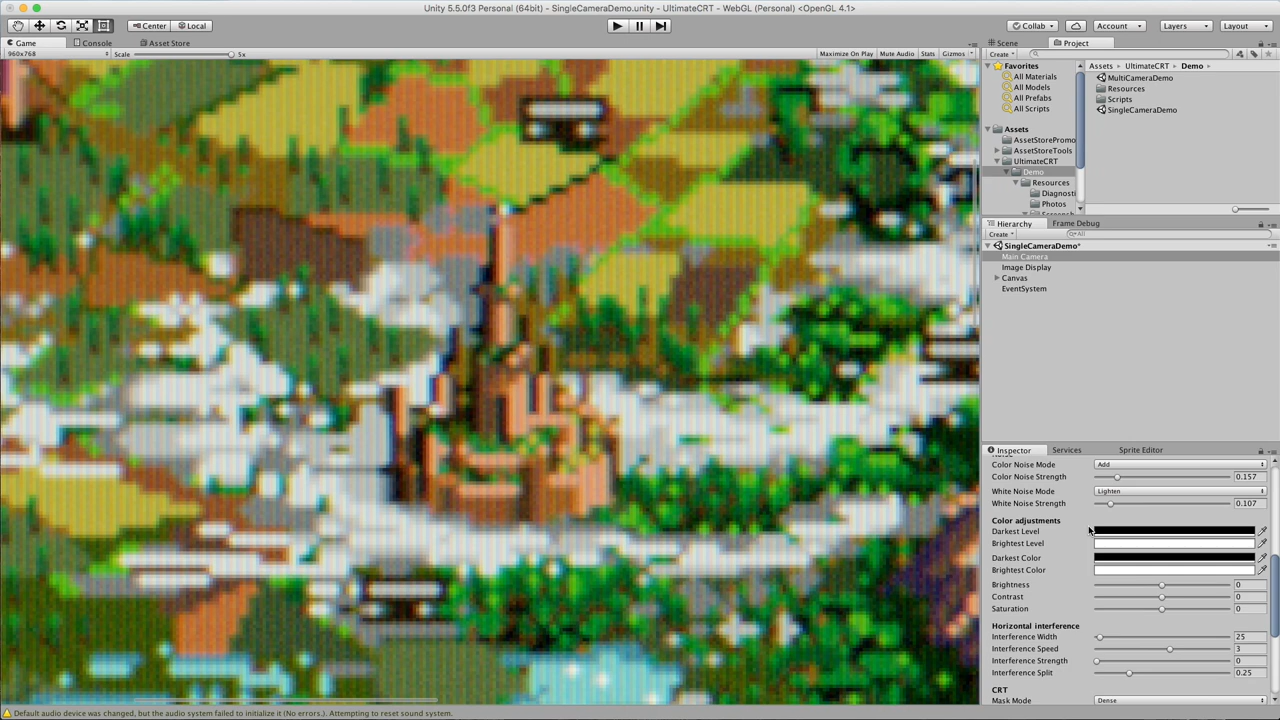 Unity 5.5.0f3 Personal (64bit) - SingleCameraDemo.unity - UltimateCRT - WebGL (Personal) <OpenGL 4.1>
Center Local Collab Account Layers Layout
Game Console Asset Store Scene Project
960x768 Scale 5x Maximize On Play Mute Audio Stats Gizmos Create
Favorites
All Materials
All Models
All Prefabs
All Scripts
Assets
AssetStorePromo
AssetStoreTools
UltimateCRT
Demo
Resources
Diagnosti
Photos
Assets UltimateCRT Demo
MultiCameraDemo
Resources
Scripts
SingleCameraDemo
Hierarchy Frame Debug
Create All
SingleCameraDemo*
Main Camera
Image Display
Canvas
EventSystem
Inspector Services Sprite Editor
Color Noise Mode Add
Color Noise Strength 0.157
White Noise Mode Lighten
White Noise Strength 0.107
Color adjustments
Darkest Level
Brightest Level
Darkest Color
Brightest Color
Brightness 0
Contrast 0
Saturation 0
Horizontal interference
Interference Width 25
Interference Speed 3
Interference Strength 0
Interference Split 0.25
CRT
Mask Mode Dense
Default audio device was changed, but the audio system failed to initialize it (No errors.). Attempting to reset sound system.